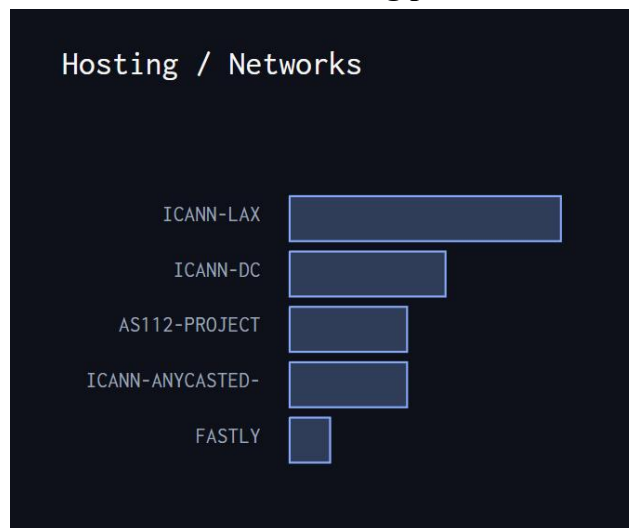 Hosting / Networks
ICANN-LAX
ICANN-DC
AS112-PROJECT
ICANN-ANYCASTED-
FASTLY